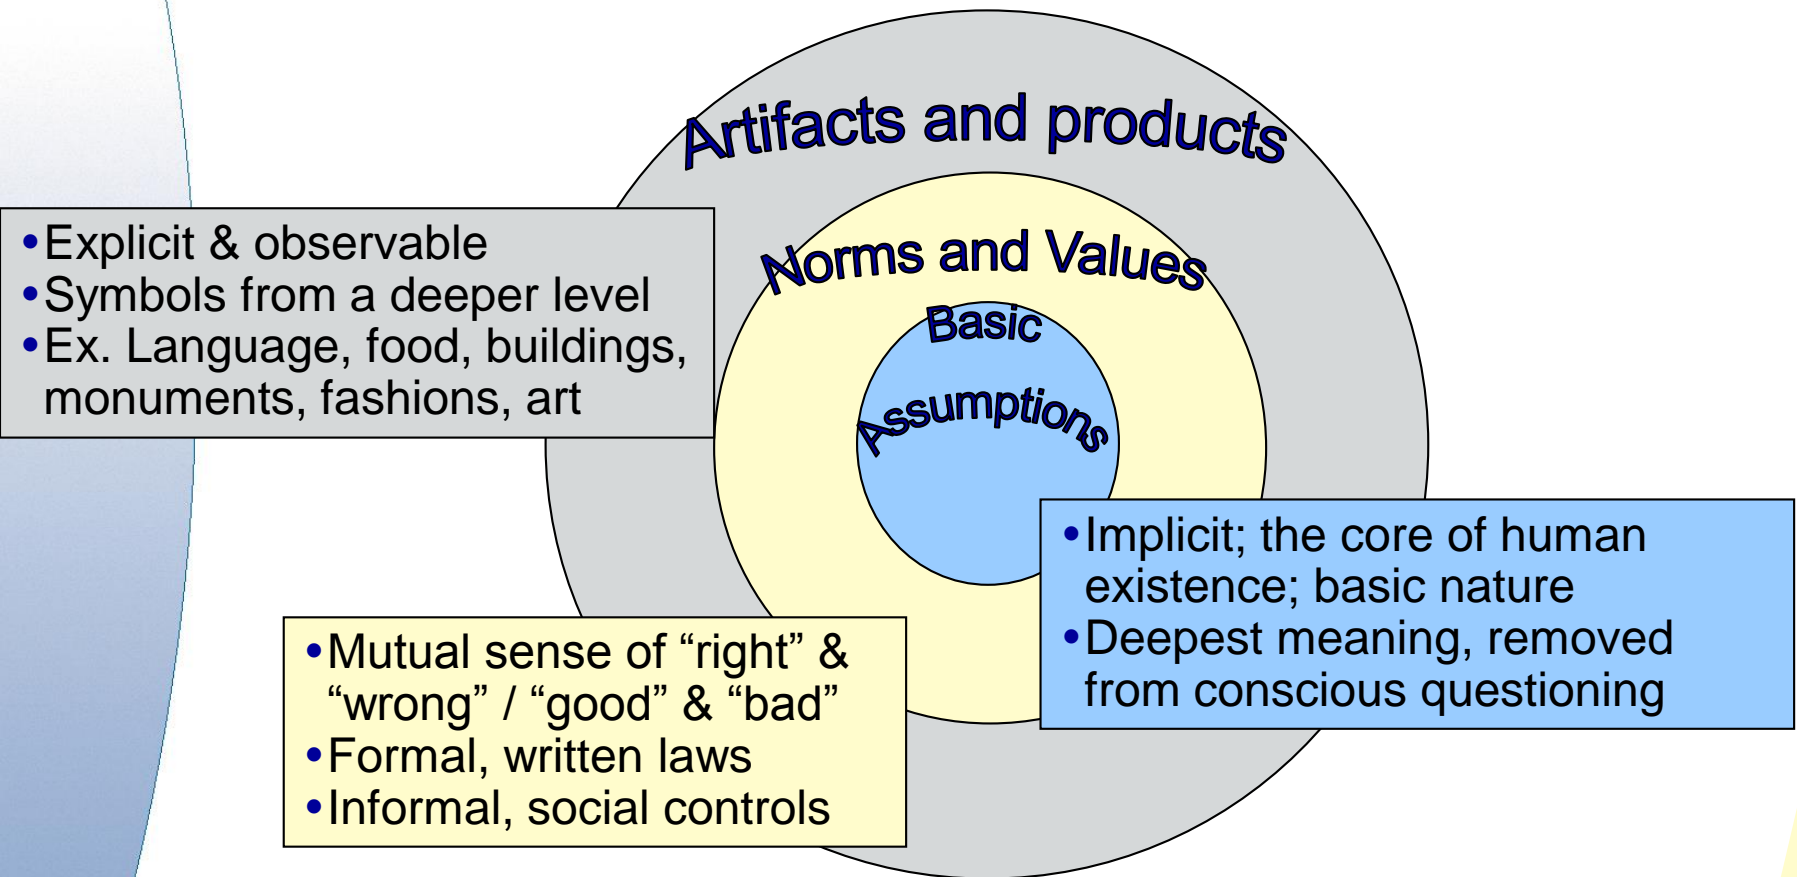 Artifacts and products
Norms and Values
Basic
Assumptions
•Explicit & observable
•Symbols from a deeper level
•Ex. Language, food, buildings,
monuments, fashions, art
•Implicit; the core of human
existence; basic nature
•Deepest meaning, removed
from conscious questioning
•Mutual sense of “right” &
“wrong” / “good” & “bad”
•Formal, written laws
•Informal, social controls